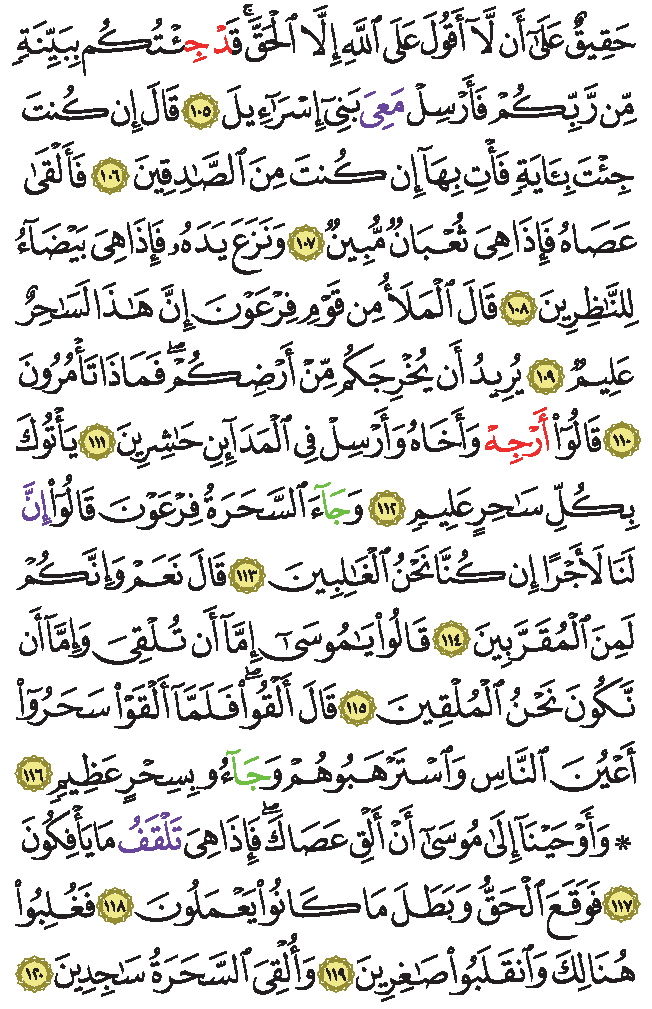 حَقِيقٌ عَلَىٰٓ أَن لَّآ أَقُولَ عَلَى ٱللَّهِ إِلَّا ٱلْحَقَّۚ قَدْ جِئْتُكُم بِبَيِّنَةٍ
مِّن رَّبِّكُمْ فَأَرْسِلْ مَعِىَ بَنِىٓ إِسْرَٰٓءِيلَ ١٠٥ قَالَ إِن كُنتَ
جِئْتَ بِـَٔايَةٍ فَأْتِ بِهَآ إِن كُنتَ مِنَ ٱلصَّٰدِقِينَ ١٠٦ فَأَلْقَىٰ
عَصَاهُ فَإِذَا هِىَ ثُعْبَانٌ مُّبِينٌ ١٠٧ وَنَزَعَ يَدَهُۥ فَإِذَا هِىَ بَيْضَآءُ
لِلنَّٰظِرِينَ ١٠٨ قَالَ ٱلْمَلَأُ مِن قَوْمِ فِرْعَوْنَ إِنَّ هَٰذَا لَسَٰحِرٌ
عَلِيمٌ ١٠٩ يُرِيدُ أَن يُخْرِجَكُم مِّنْ أَرْضِكُمْۖ فَمَاذَا تَأْمُرُونَ
١١٠ قَالُوٓا۟ أَرْجِهْ وَأَخَاهُ وَأَرْسِلْ فِى ٱلْمَدَآئِنِ حَٰشِرِينَ ١١١ يَأْتُوكَ
بِكُلِّ سَٰحِرٍ عَلِيمٍ ١١٢ وَجَآءَ ٱلسَّحَرَةُ فِرْعَوْنَ قَالُوٓا۟ إِنَّ
لَنَا لَأَجْرًا إِن كُنَّا نَحْنُ ٱلْغَٰلِبِينَ ١١٣ قَالَ نَعَمْ وَإِنَّكُمْ
لَمِنَ ٱلْمُقَرَّبِينَ ١١٤ قَالُوا۟ يَٰمُوسَىٰٓ إِمَّآ أَن تُلْقِىَ وَإِمَّآ أَن
نَّكُونَ نَحْنُ ٱلْمُلْقِينَ ١١٥ قَالَ أَلْقُوا۟ۖ فَلَمَّآ أَلْقَوْا۟ سَحَرُوٓا۟
أَعْيُنَ ٱلنَّاسِ وَٱسْتَرْهَبُوهُمْ وَجَآءُو بِسِحْرٍ عَظِيمٍ ١١٦
* وَأَوْحَيْنَآ إِلَىٰ مُوسَىٰٓ أَنْ أَلْقِ عَصَاكَۖ فَإِذَا هِىَ تَلْقَفُ مَا يَأْفِكُونَ
١١٧ فَوَقَعَ ٱلْحَقُّ وَبَطَلَ مَا كَانُوا۟ يَعْمَلُونَ ١١٨ فَغُلِبُوا۟
هُنَالِكَ وَٱنقَلَبُوا۟ صَٰغِرِينَ ١١٩ وَأُلْقِىَ ٱلسَّحَرَةُ سَٰجِدِينَ ١٢٠